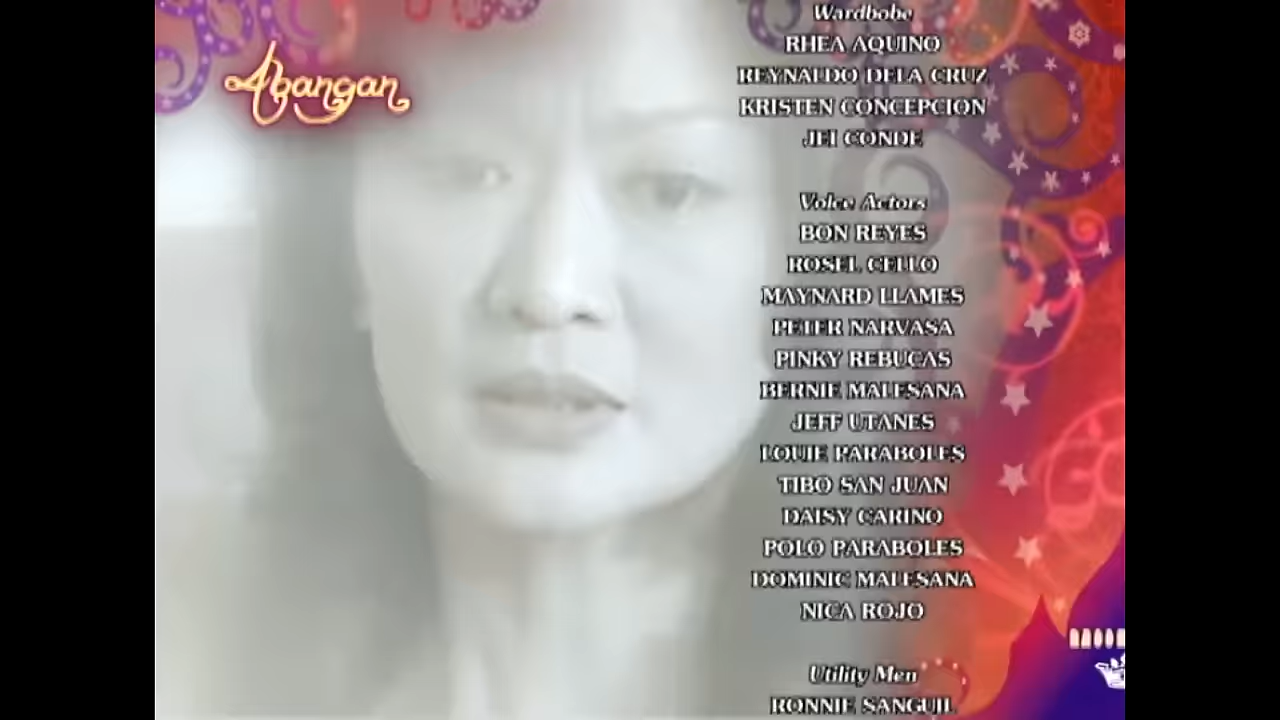 Abangan
Wardbobe
RHEA AQUINO
REYNALDO DELA CRUZ
KRISTEN CONCEPCION
JEI CONDE
Voice Actors
BON REYES
ROSEL CELLO
MAYNARD LLAMES
PETER NARVASA
PINKY REBUCAS
BERNIE MALESANA
JEFF UTANES
LOUIE PARABOLES
TIBO SAN JUAN
DAISY CARINO
POLO PARABOLES
DOMINIC MALESANA
NICA ROJO
Utility Men
RONNIE SANGUIL